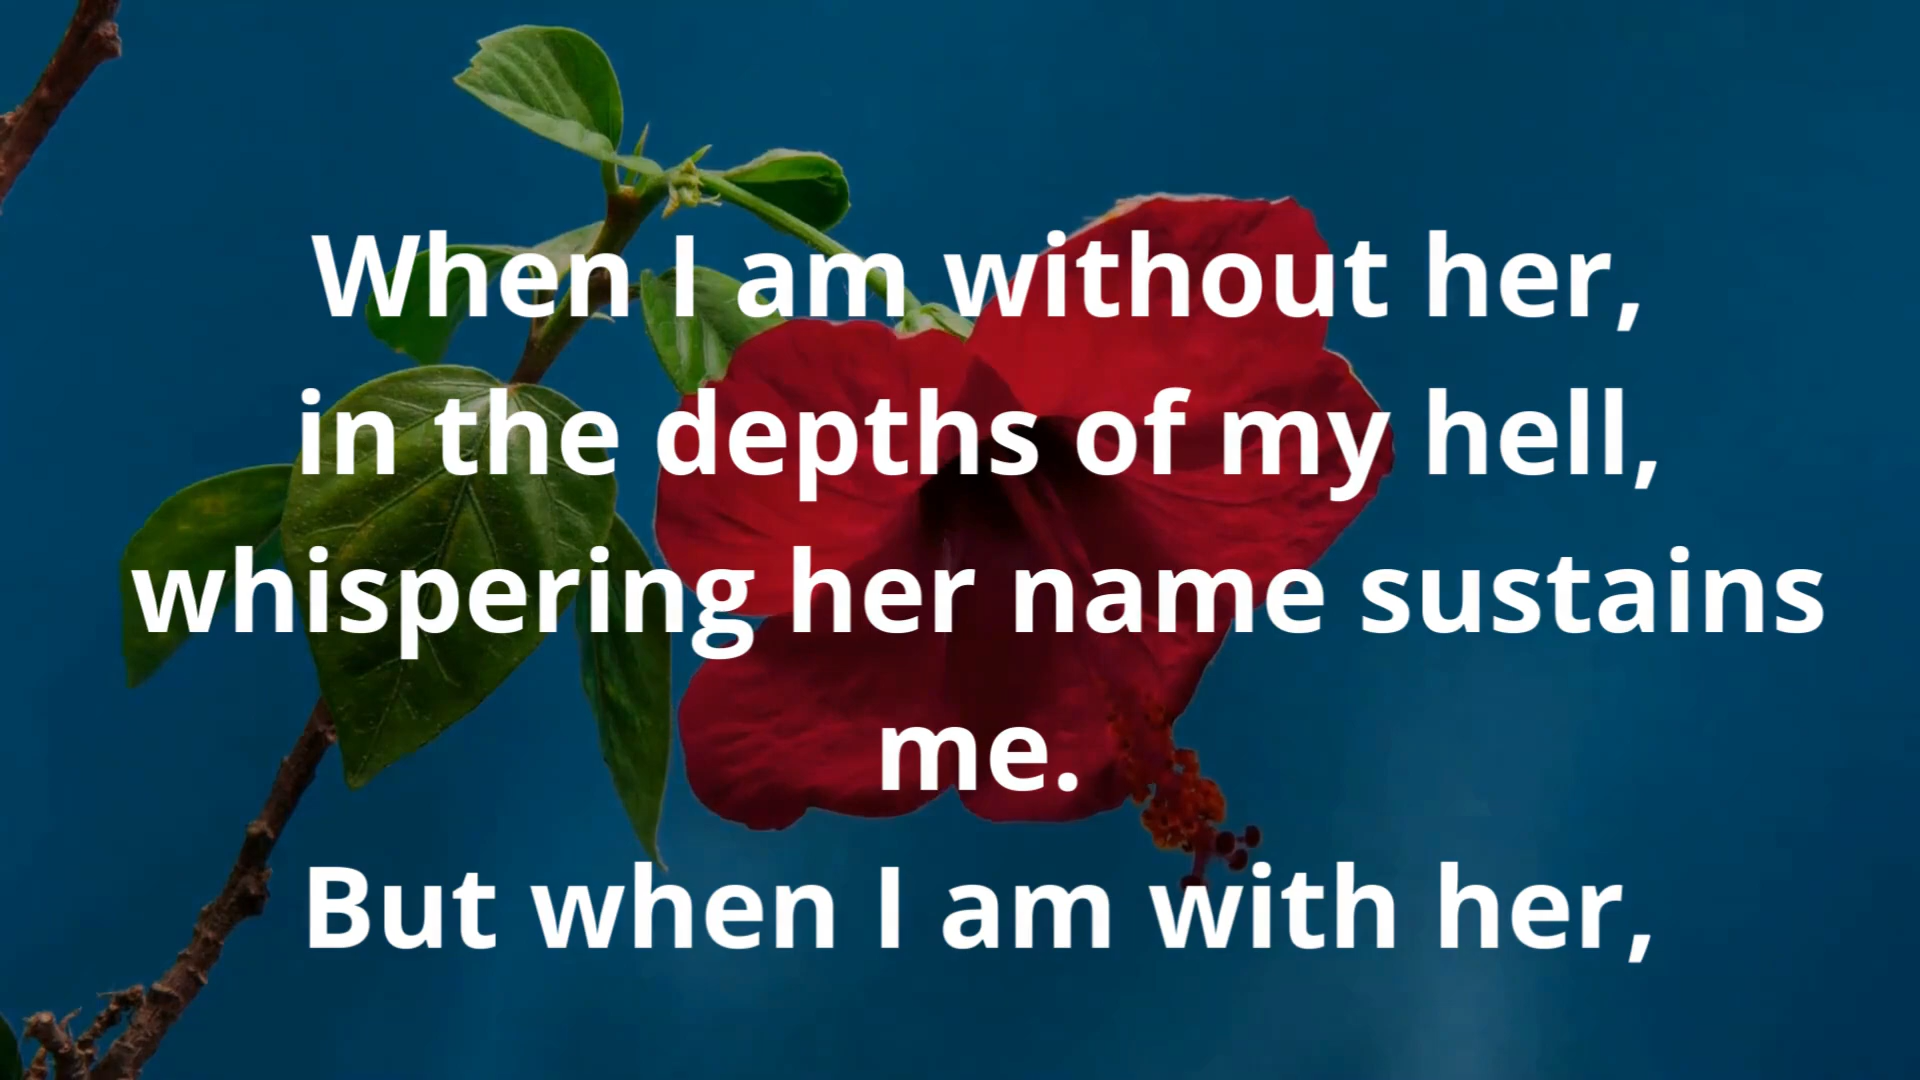 When I am without her,
in the depths of my hell,
whispering her name sustains
me.
But when I am with her,